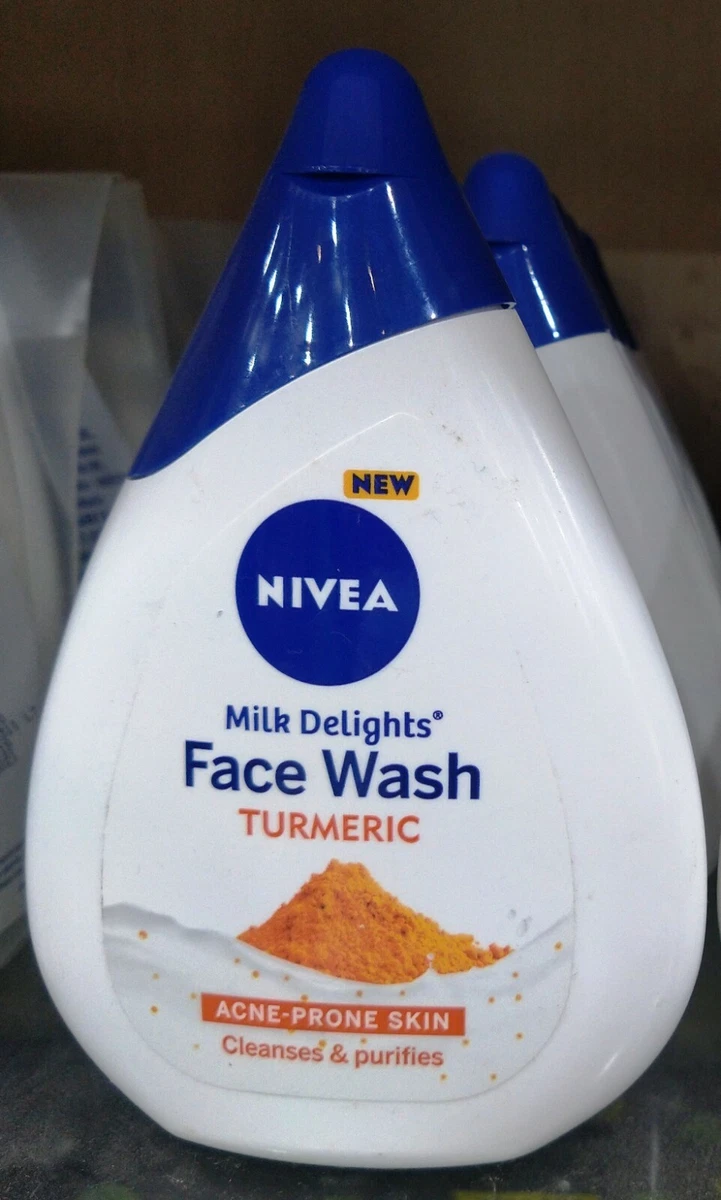 NEW
NIVEA
Milk Delights®
Face Wash
TURMERIC
ACNE-PRONE SKIN
Cleanses & purifies